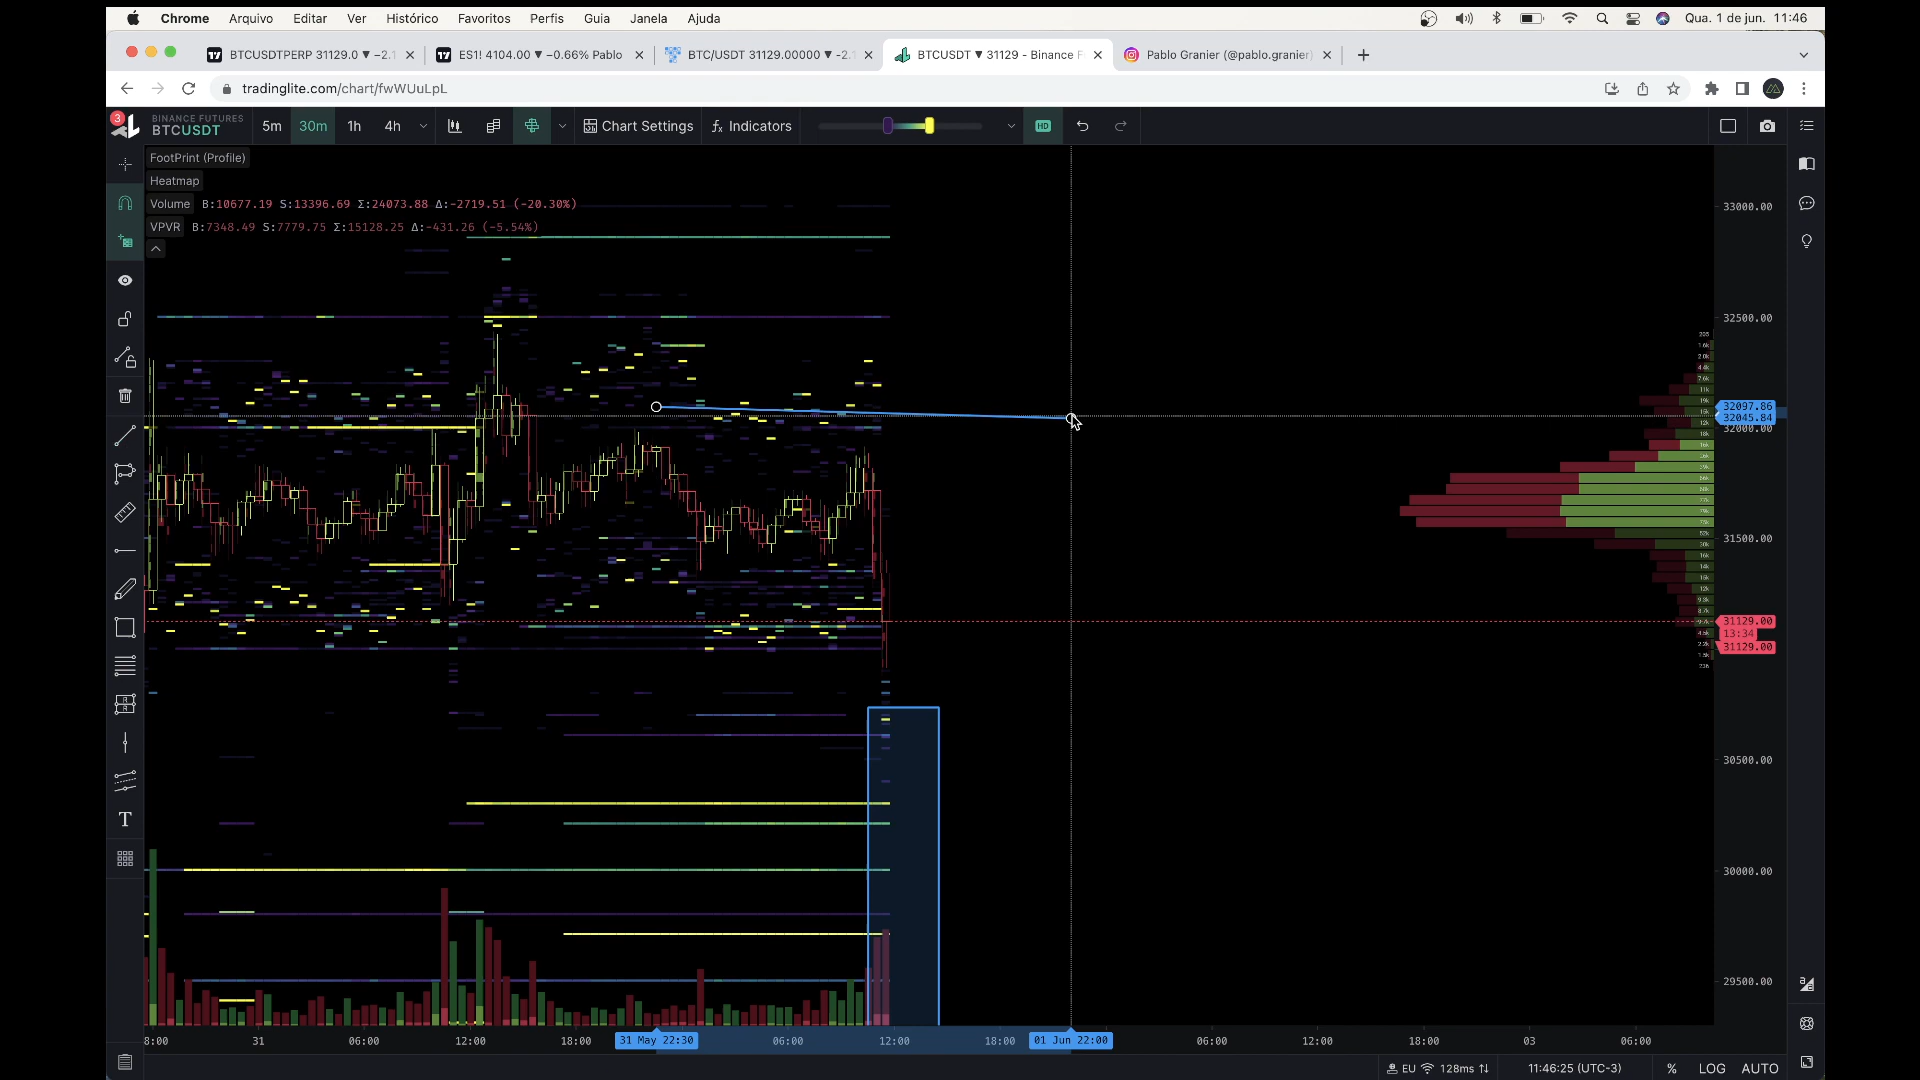 Chrome Arquivo Editar Ver Histórico Favoritos Perfis Guia Janela Ajuda Qua. 1 de jun. 11:46
BTCUSDTPERP 31129.0 ▼ −2.1 ES1! 4104.00 ▼ −0.66% Pablo BTC/USDT 31129.00000 ▼ −2. BTCUSDT ▼ 31129 - Binance F Pablo Granier (@pablo.granier)
tradinglite.com/chart/fwWUuLpL
3 BINANCE FUTURES
BTCUSDT 5m 30m 1h 4h Chart Settings fx Indicators HD
FootPrint (Profile)
Heatmap
Volume B:10677.19 S:13396.69 Σ:24073.88 Δ:−2719.51 (−20.30%)
VPVR B:7348.49 S:7779.75 Σ:15128.25 Δ:−431.26 (−5.54%)
33000.00
32500.00
32097.86
32045.84
32000.00
31500.00
31129.00
13:34
31129.00
30500.00
30000.00
29500.00
T
8:00 31 06:00 12:00 18:00 31 May 22:30 06:00 12:00 18:00 01 Jun 22:00 06:00 12:00 18:00 03 06:00
EU 128ms 11:46:25 (UTC-3) % LOG AUTO